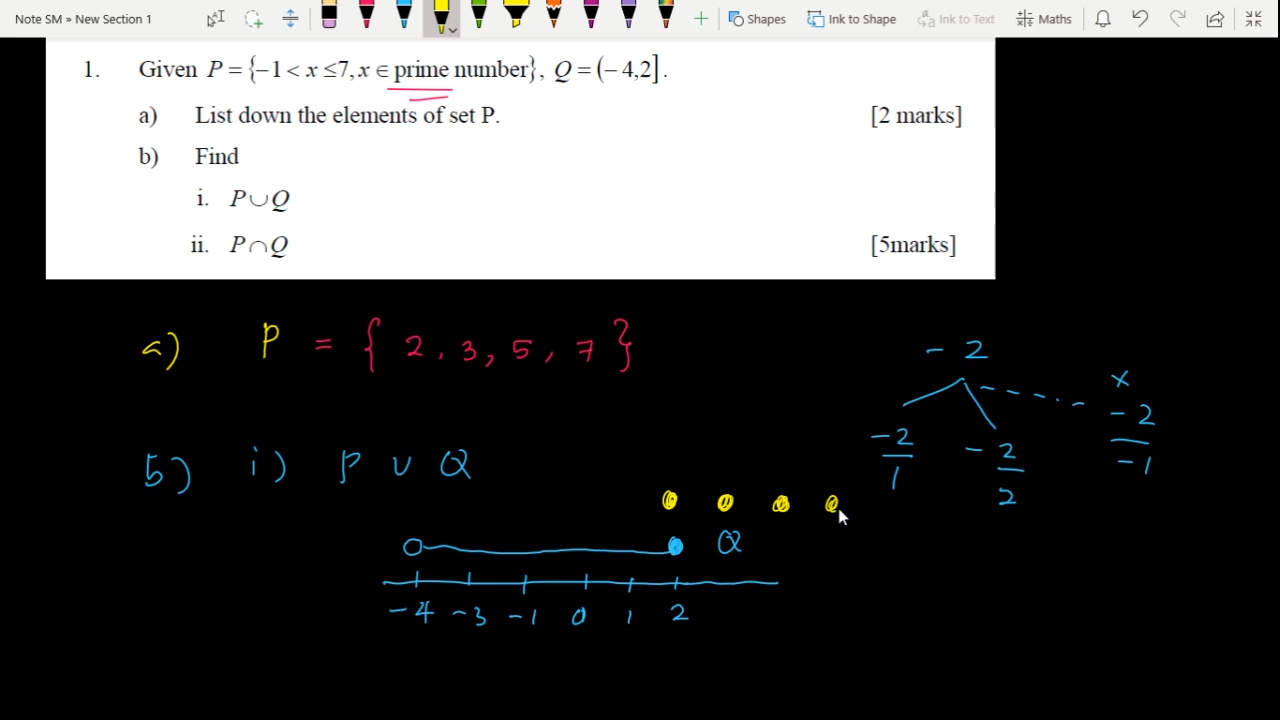 Note SM » New Section 1
Shapes
Ink to Shape
Ink to Text
Maths
1. Given P = {−1 < x ≤7, x ∈ prime number}, Q = (− 4,2].
a) List down the elements of set P. [2 marks]
b) Find
i. P∪Q
ii. P∩Q [5marks]
a) P = { 2, 3, 5, 7 }
- 2
x
-2/1 -2/2 -2/-1
b) i) P ∪ Q
Q
-4 -3 -1 0 1 2